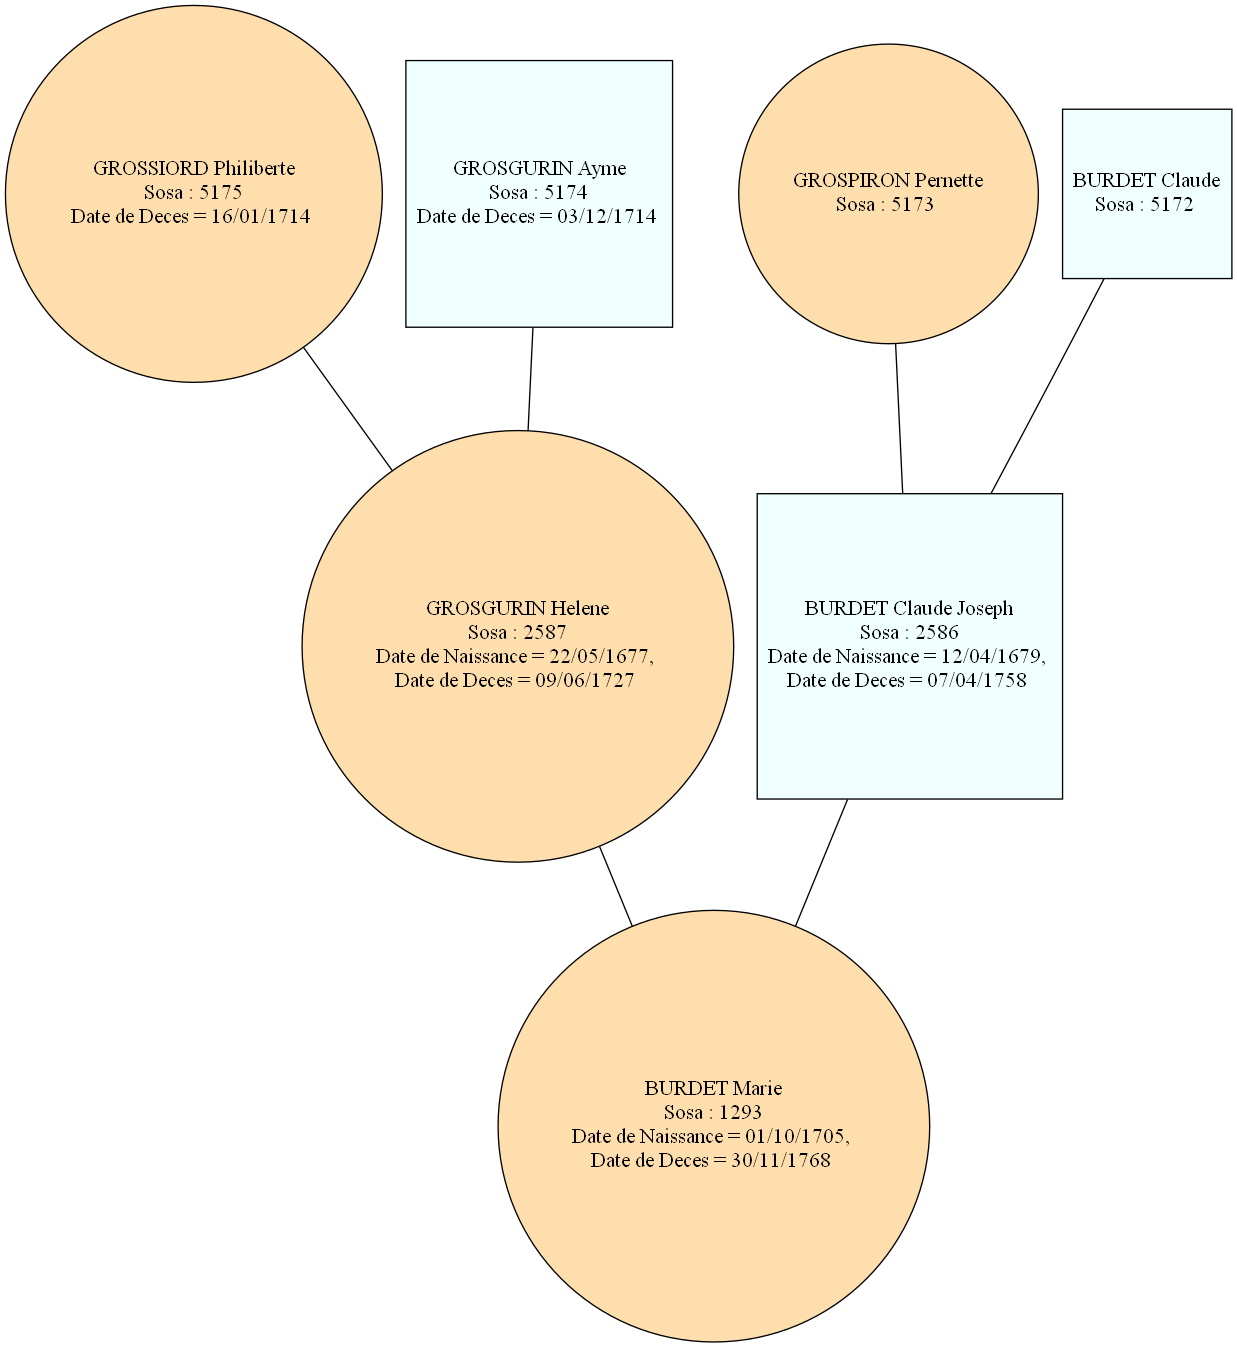 GROSSIORD Philiberte
Sosa : 5175
Date de Deces = 16/01/1714
GROSGURIN Ayme
Sosa : 5174
Date de Deces = 03/12/1714
GROSPIRON Pernette
Sosa : 5173
BURDET Claude
Sosa : 5172
GROSGURIN Helene
Sosa : 2587
Date de Naissance = 22/05/1677,
Date de Deces = 09/06/1727
BURDET Claude Joseph
Sosa : 2586
Date de Naissance = 12/04/1679,
Date de Deces = 07/04/1758
BURDET Marie
Sosa : 1293
Date de Naissance = 01/10/1705,
Date de Deces = 30/11/1768